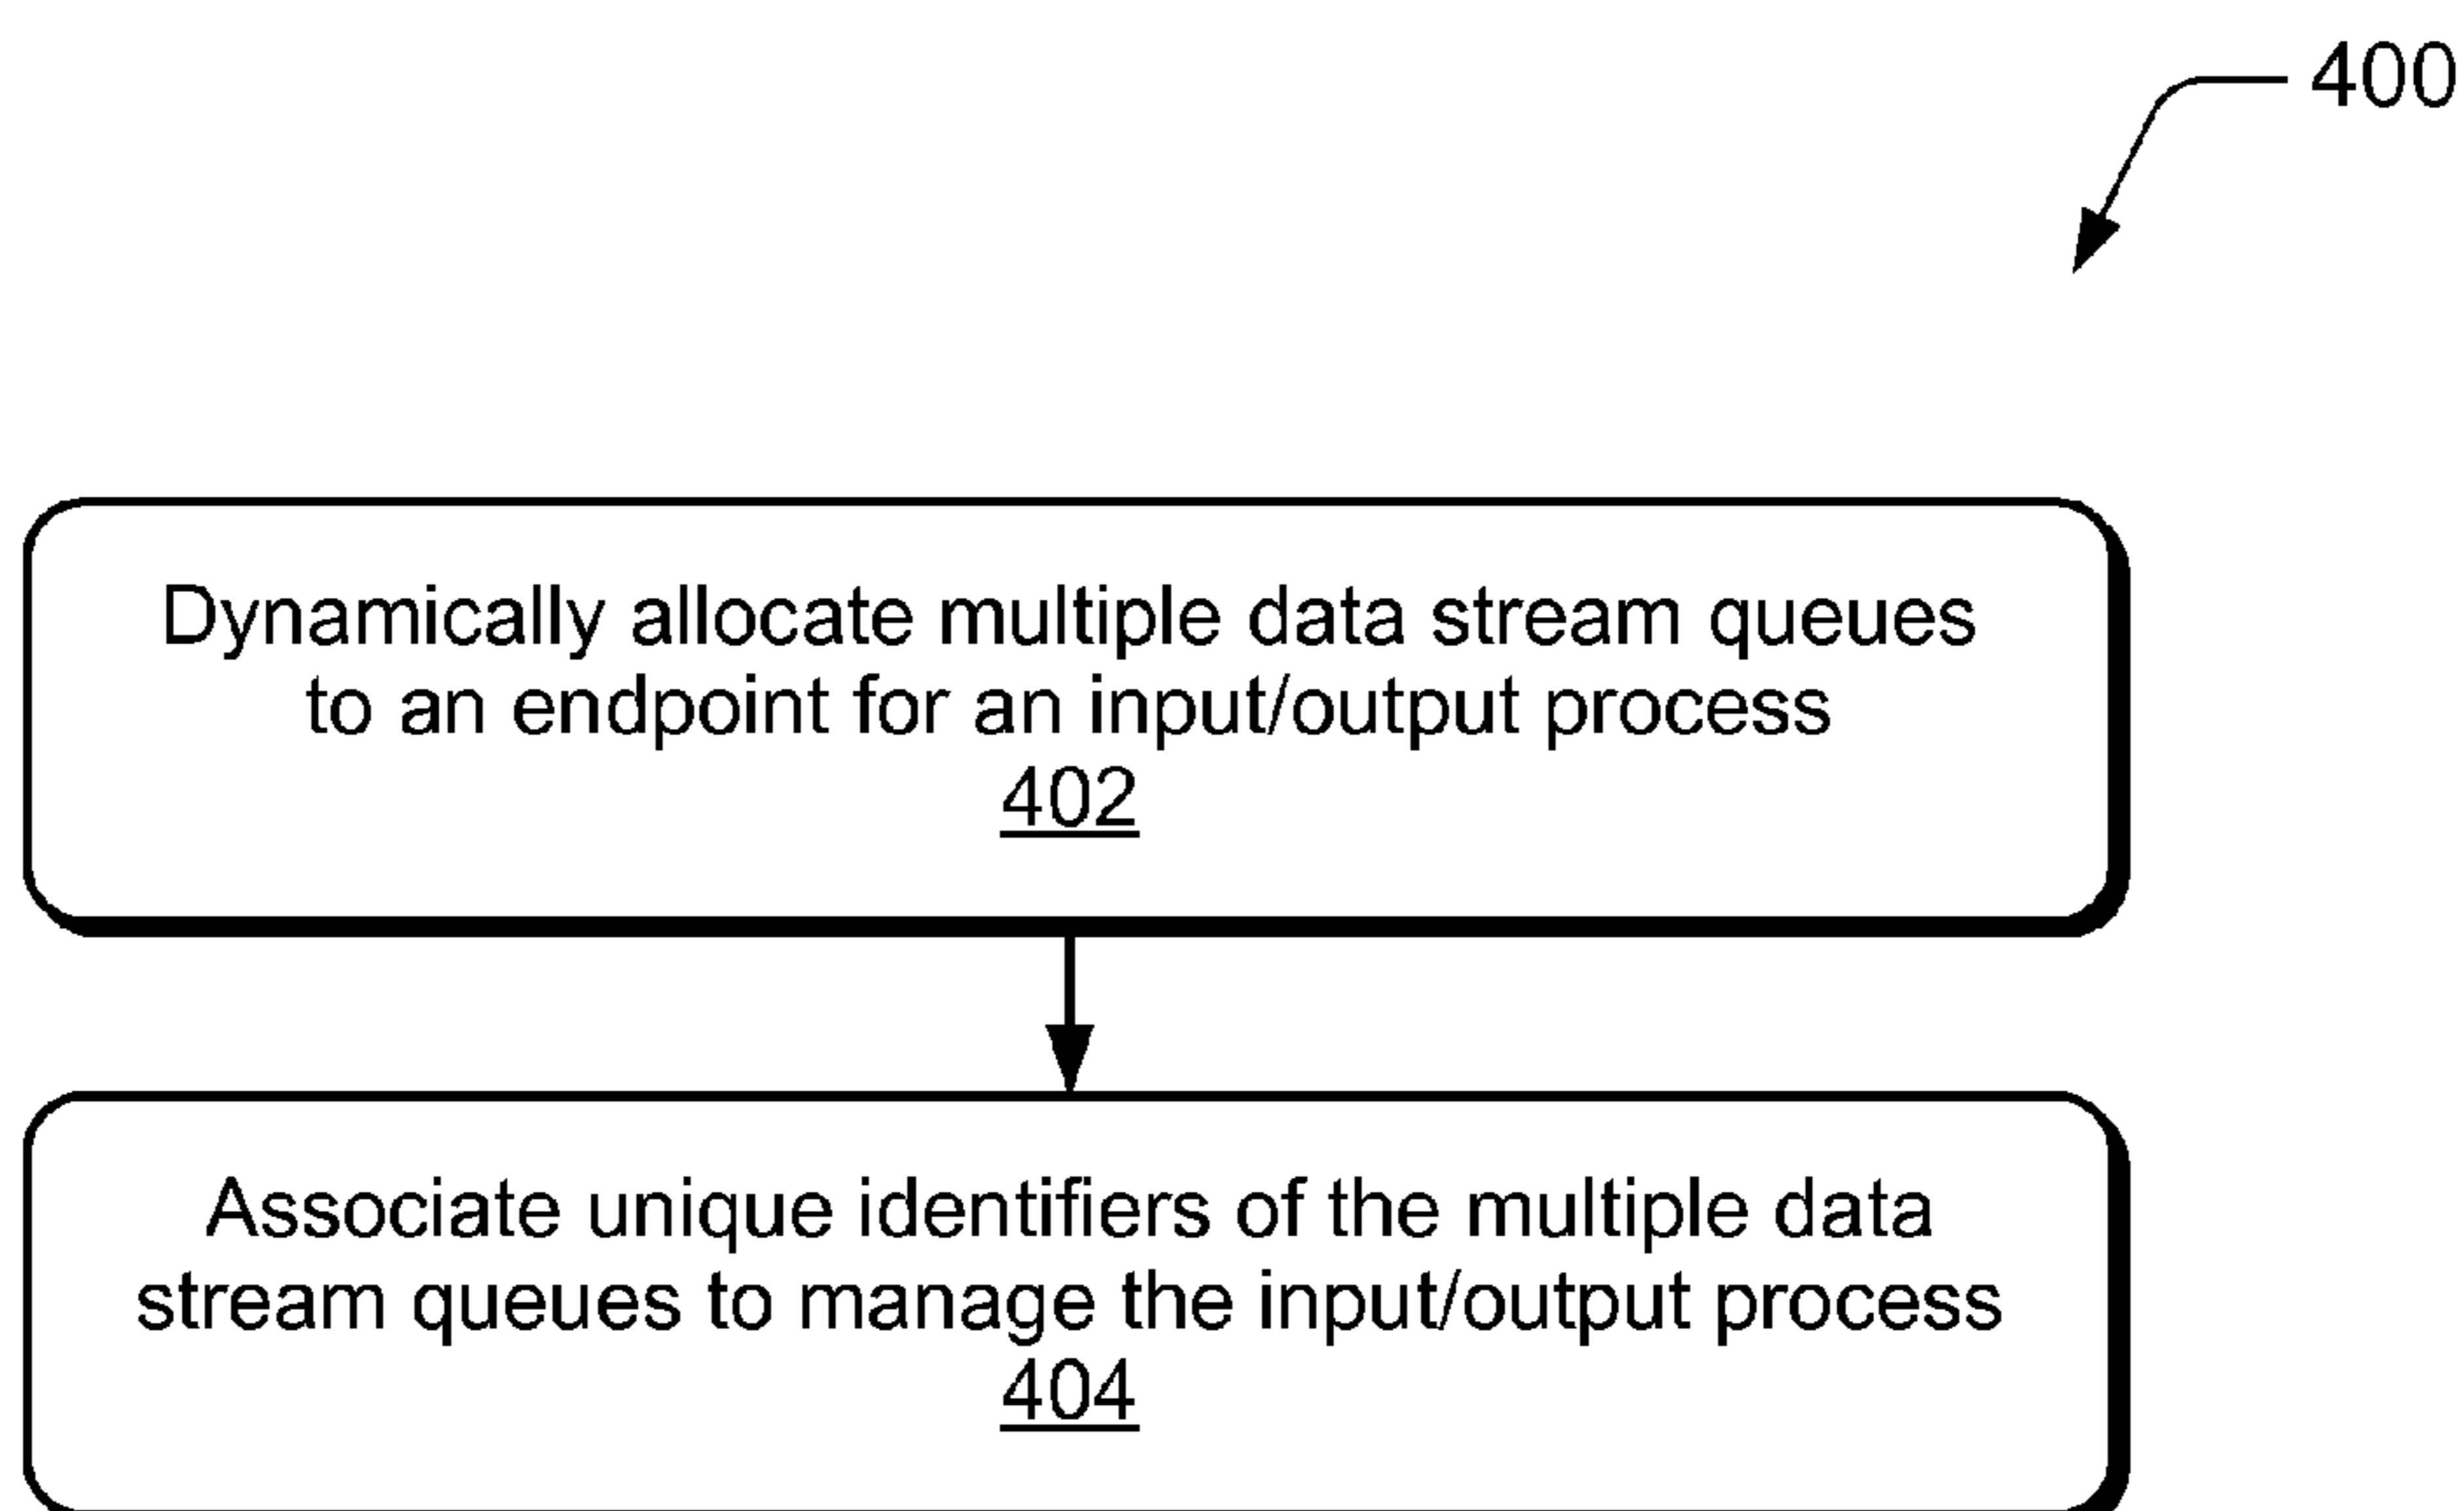 400
Dynamically allocate multiple data stream queues
to an endpoint for an input/output process
402
Associate unique identifiers of the multiple data
stream queues to manage the input/output process
404